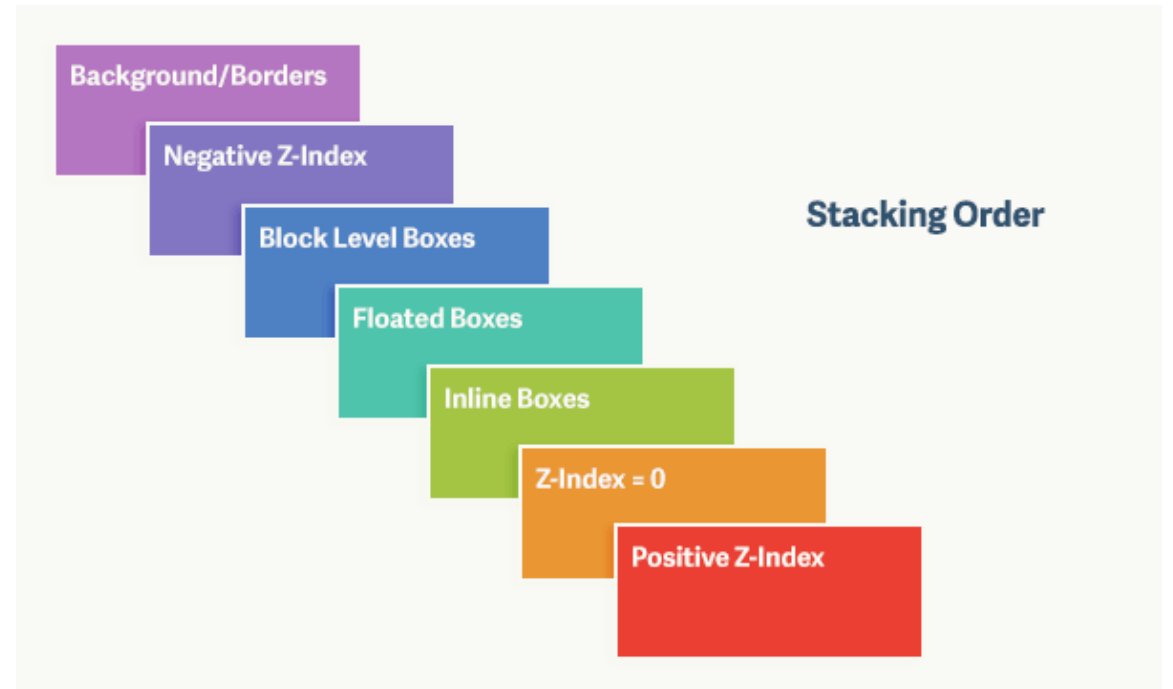 Background/Borders
Negative Z-Index
Stacking Order
Block Level Boxes
Floated Boxes
Inline Boxes
Z-Index = 0
Positive Z-Index